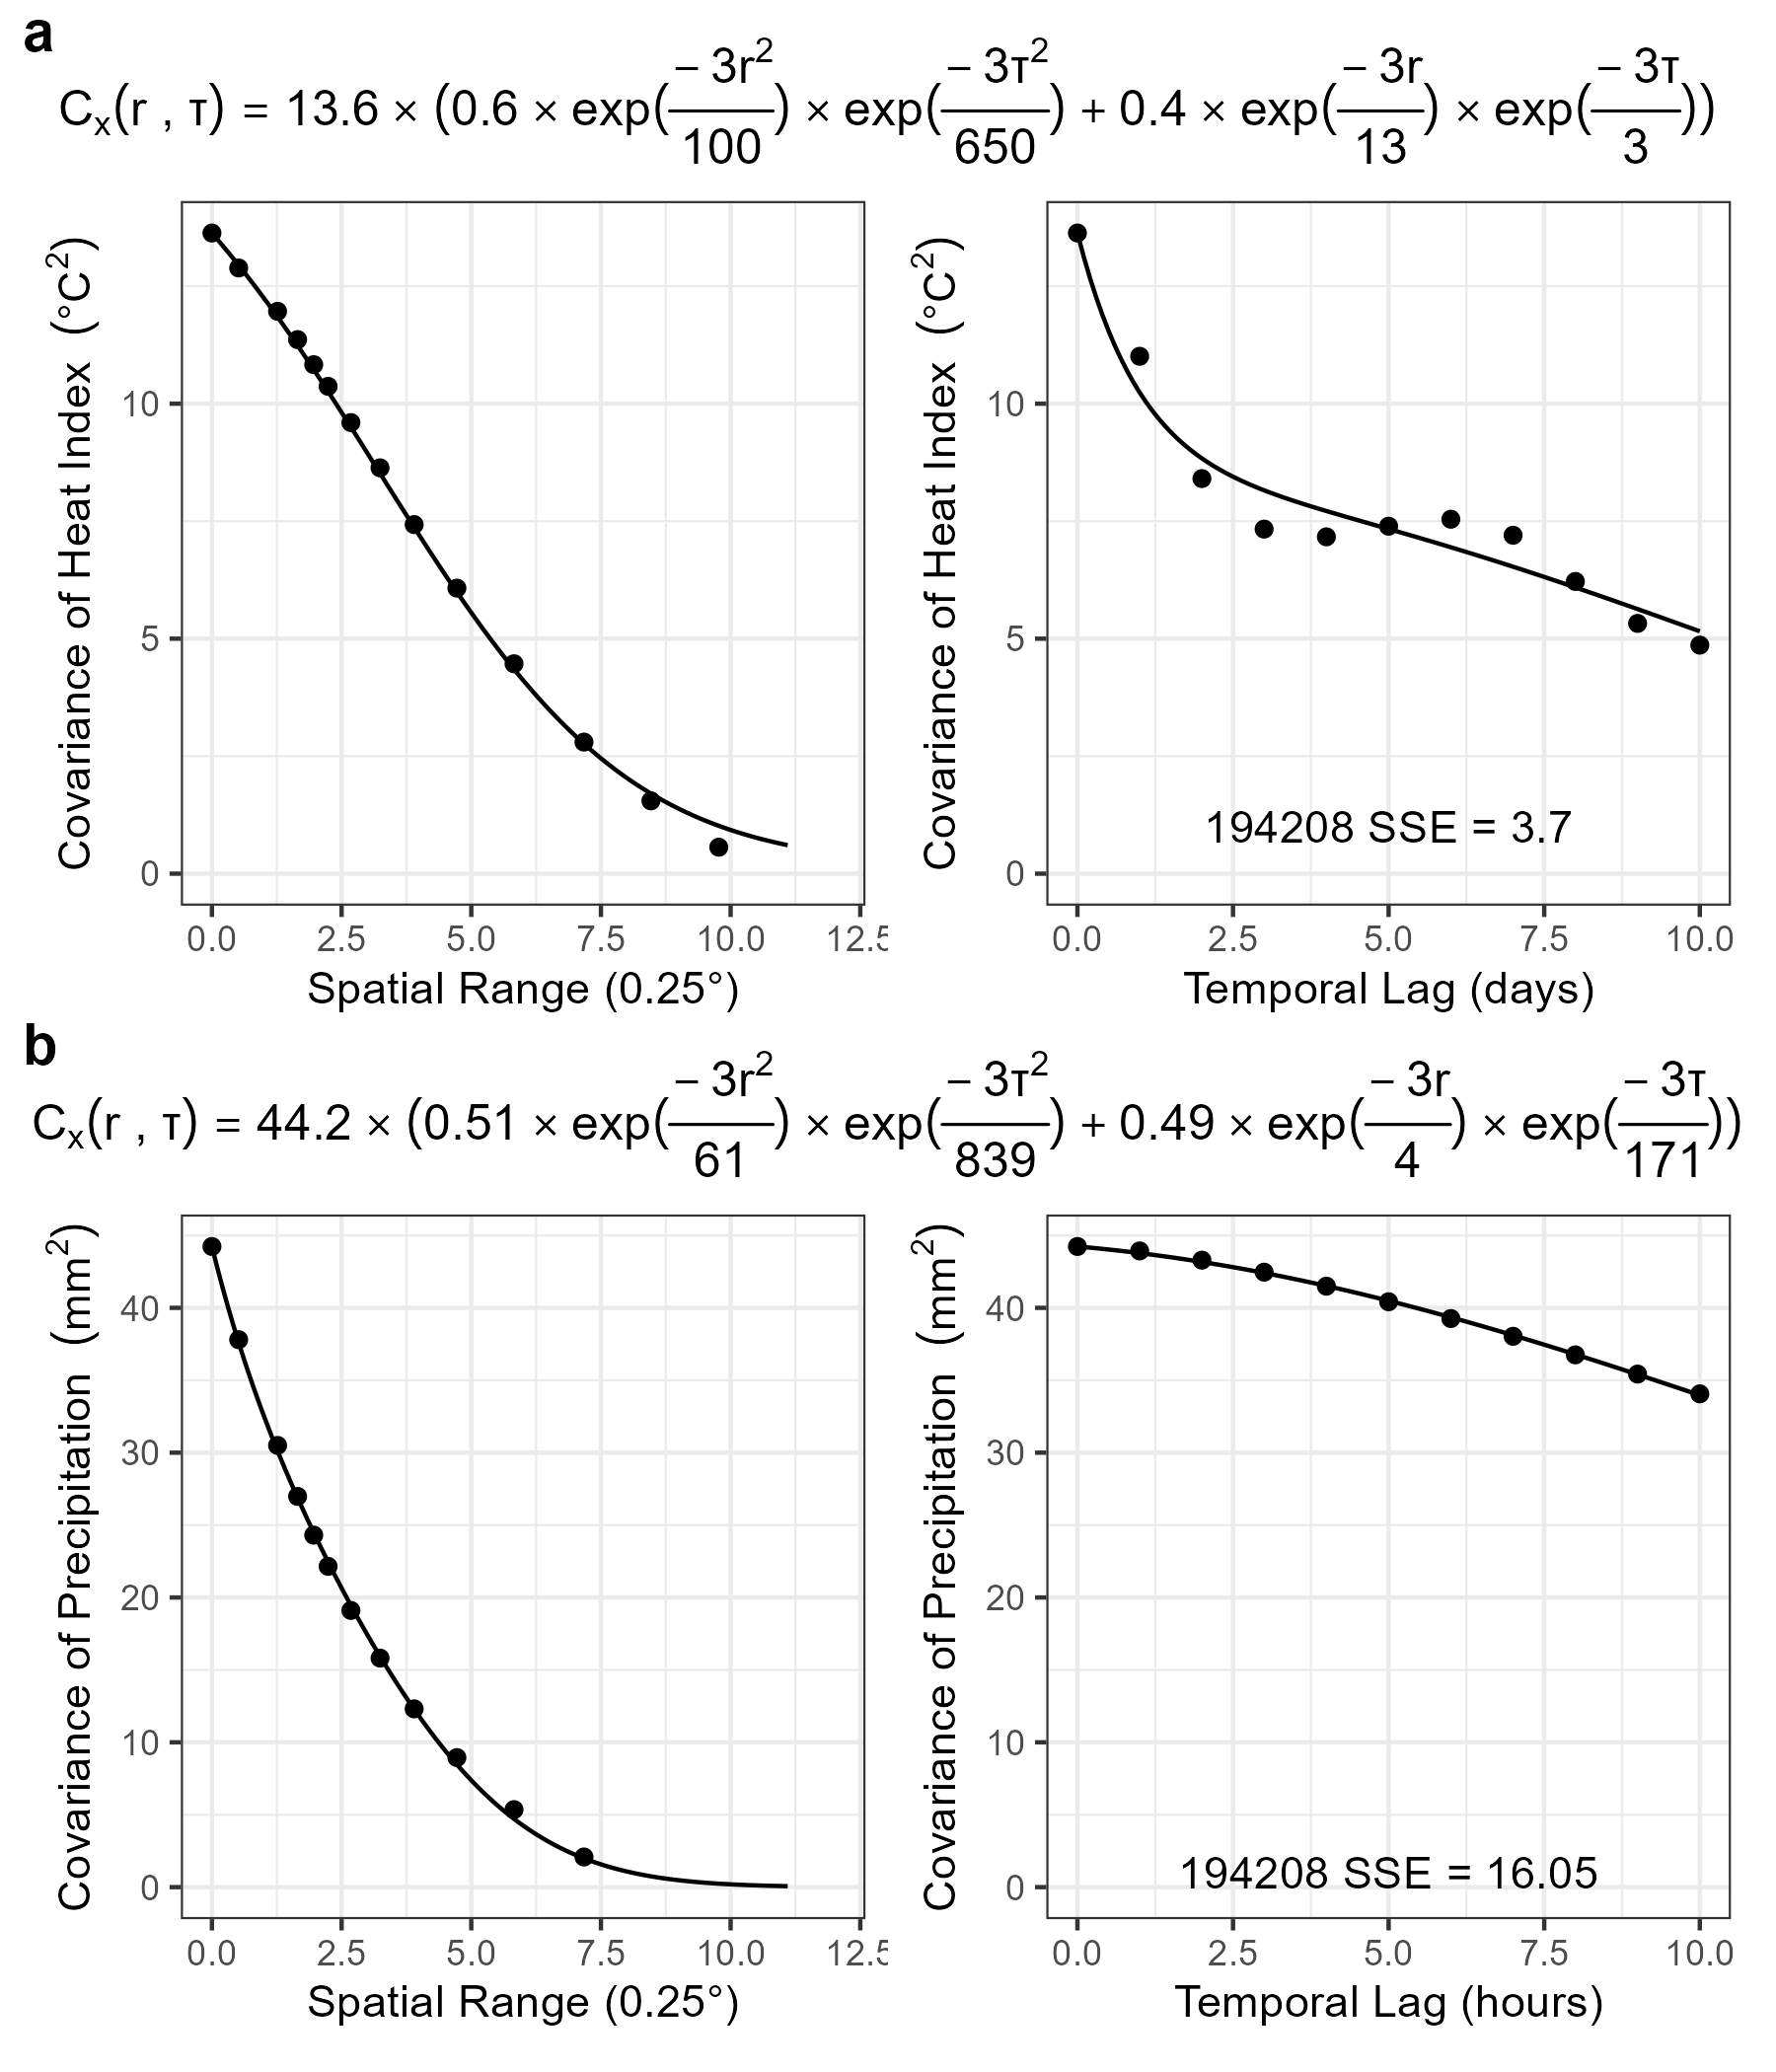 a
Cₓ(r , τ) = 13.6 × (0.6 × exp(− 3r²/100) × exp(− 3τ²/650) + 0.4 × exp(− 3r/13) × exp(− 3τ/3))
Covariance of Heat Index (°C²)
10
5
0
0.0 2.5 5.0 7.5 10.0 12.5
Spatial Range (0.25°)
Covariance of Heat Index (°C²)
10
5
0
194208 SSE = 3.7
0.0 2.5 5.0 7.5 10.0
Temporal Lag (days)
b
Cₓ(r , τ) = 44.2 × (0.51 × exp(− 3r²/61) × exp(− 3τ²/839) + 0.49 × exp(− 3r/4) × exp(− 3τ/171))
Covariance of Precipitation (mm²)
40
30
20
10
0
0.0 2.5 5.0 7.5 10.0 12.5
Spatial Range (0.25°)
Covariance of Precipitation (mm²)
40
30
20
10
0
194208 SSE = 16.05
0.0 2.5 5.0 7.5 10.0
Temporal Lag (hours)